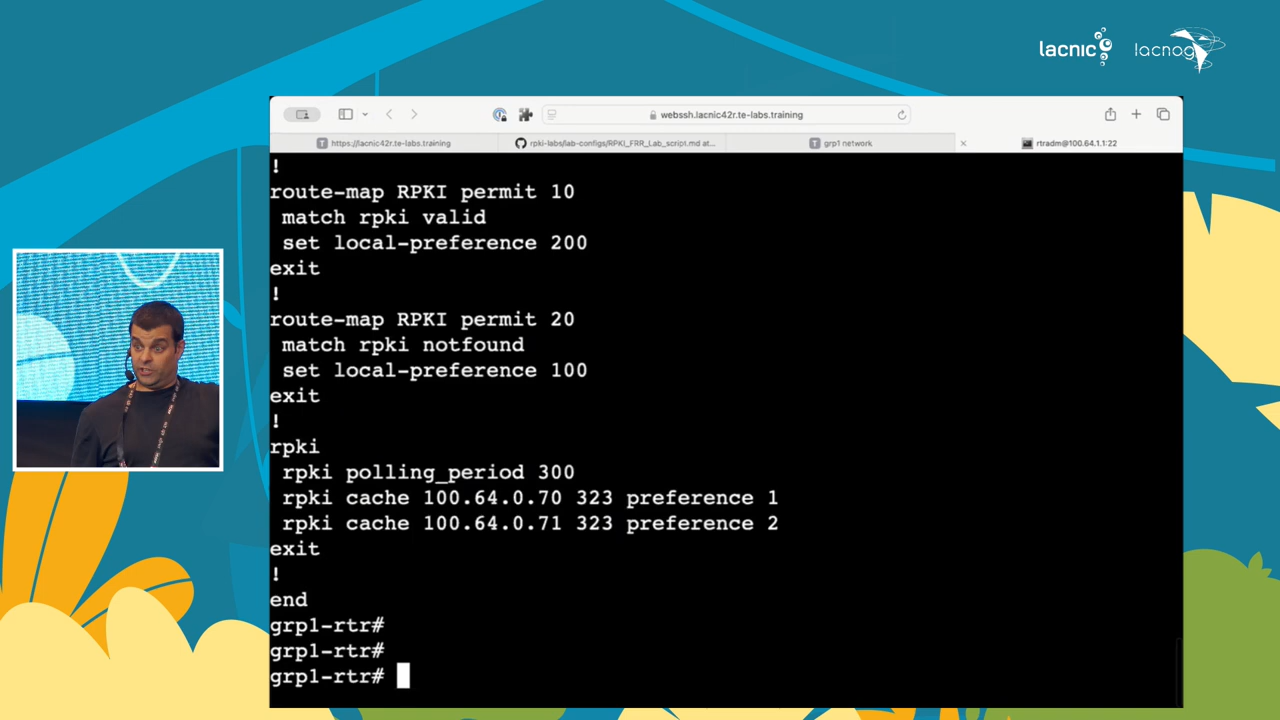 lacnic
lacnog
webssh.lacnic42r.te-labs.training
https://lacnic42r.te-labs.training
rpki-labs/lab-configs/RPKI_FRR_Lab_script.md at...
grp1 network
rtradm@100.64.1.1:22
!
route-map RPKI permit 10
match rpki valid
set local-preference 200
exit
!
route-map RPKI permit 20
match rpki notfound
set local-preference 100
exit
!
rpki
rpki polling_period 300
rpki cache 100.64.0.70 323 preference 1
rpki cache 100.64.0.71 323 preference 2
exit
!
end
grp1-rtr#
grp1-rtr#
grp1-rtr#